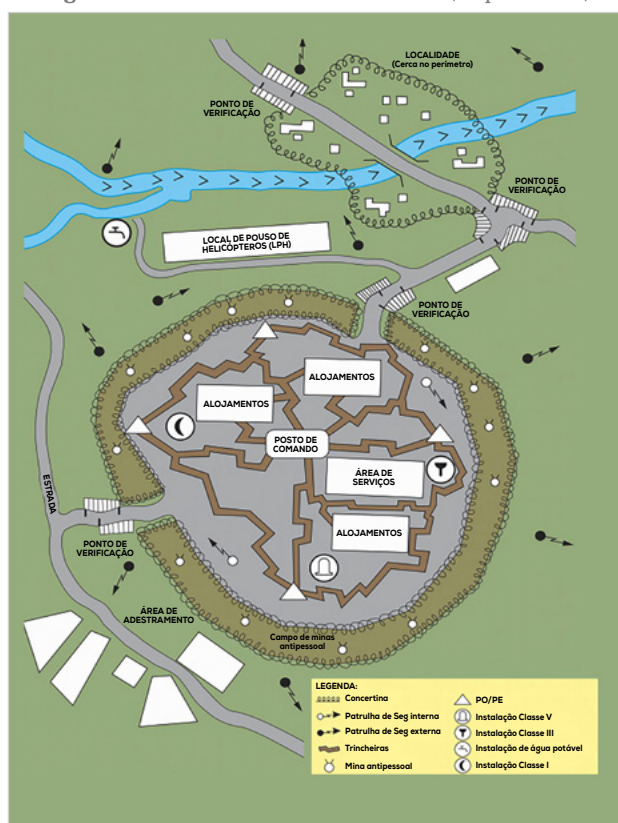 LOCALIDADE
(Cerca no perímetro)
PONTO DE
VERIFICAÇÃO
PONTO DE
VERIFICAÇÃO
LOCAL DE POUSO DE
HELICÓPTEROS (LPH)
PONTO DE
VERIFICAÇÃO
ALOJAMENTOS
ALOJAMENTOS
POSTO DE
COMANDO
ÁREA DE
SERVIÇOS
ESTRADA
ALOJAMENTOS
PONTO DE
VERIFICAÇÃO
ÁREA DE
ADESTRAMENTO
Campo de minas
antipessoal
LEGENDA:
Concertina
Patrulha de Seg interna
Patrulha de Seg externa
Trincheiras
Mina antipessoal
PO/PE
Instalação Classe V
Instalação Classe III
Instalação de água potável
Instalação Classe I